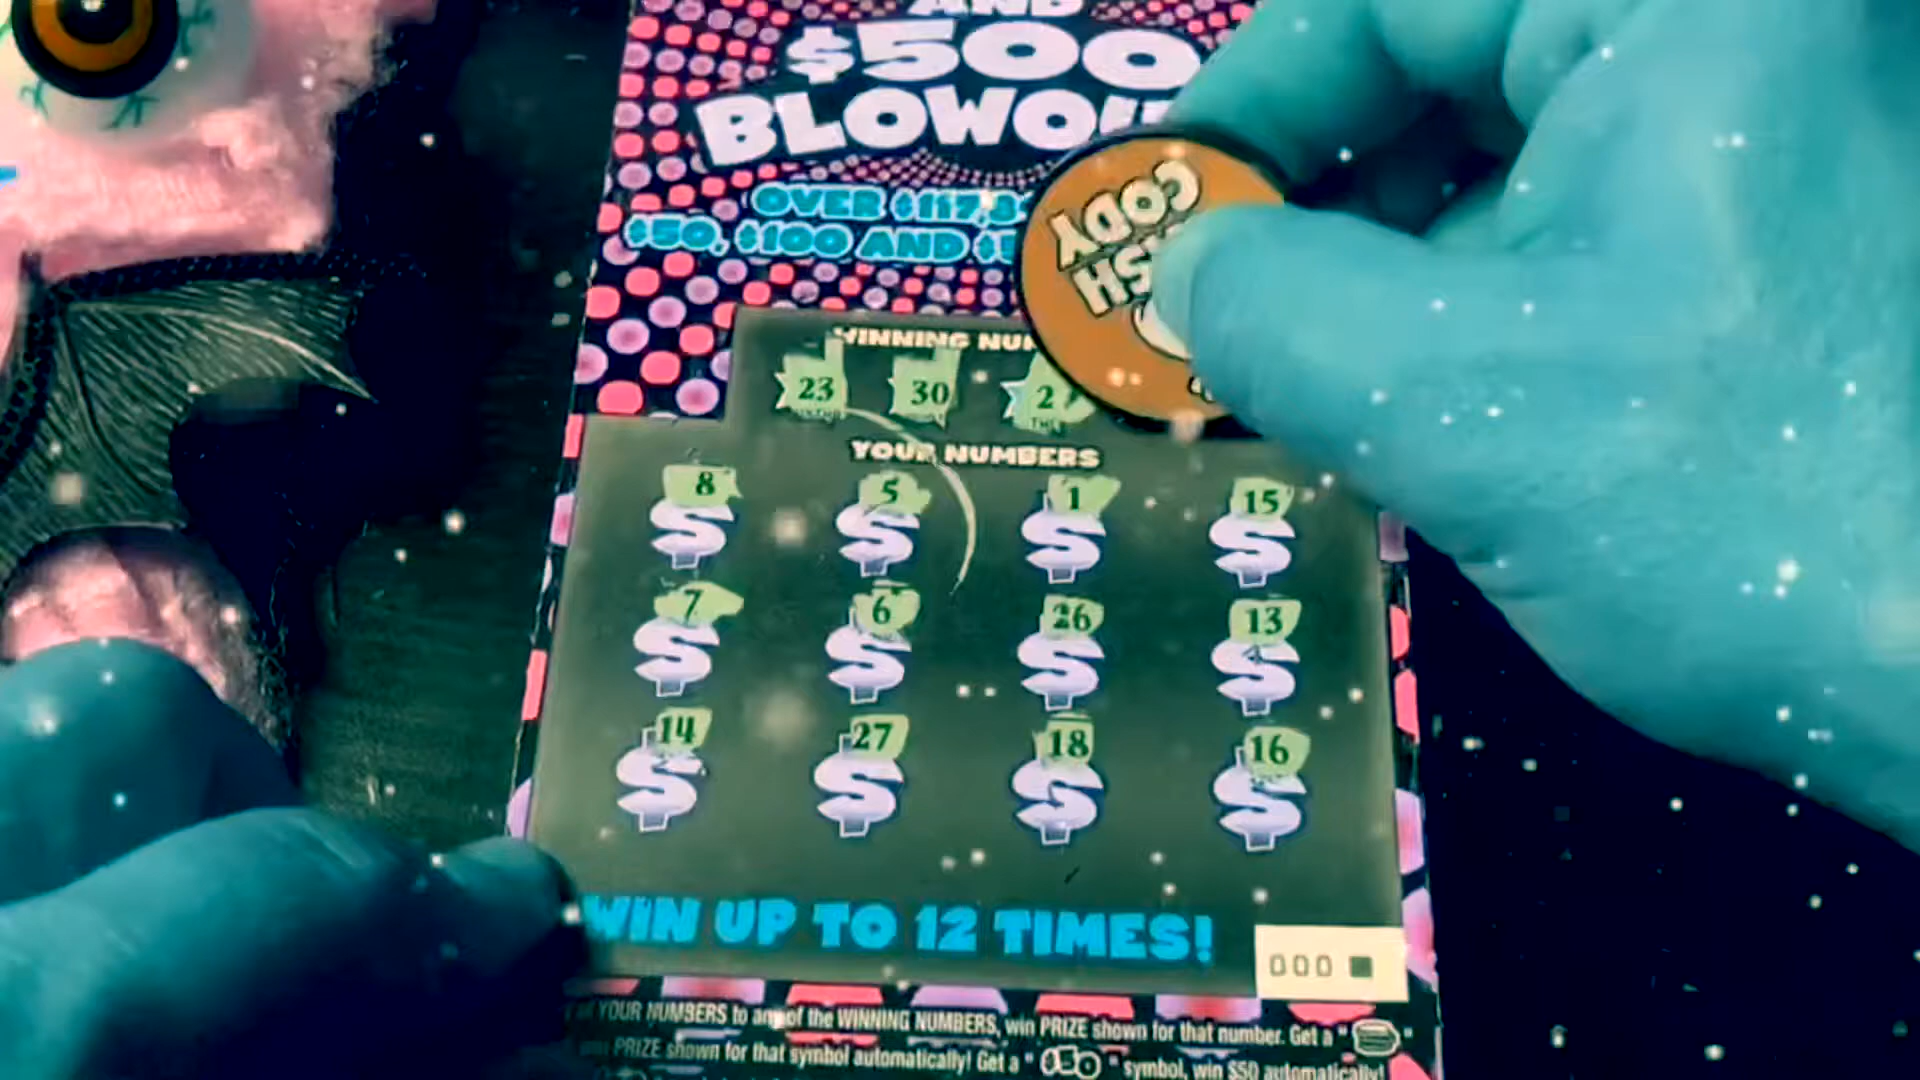 AND
$500
BLOWOUT
OVER $117,
$50, $100 AND
CODY
WINNING
23 30 2
YOUR NUMBERS
8 5 1 15
7 6 26 13
14 27 18 16
WIN UP TO 12 TIMES!
000
YOUR NUMBERS to any of the WINNING NUMBERS, win PRIZE shown for that number. Get a " "
PRIZE shown for that symbol automatically! Get a " $50 " symbol, win $50 automatically!